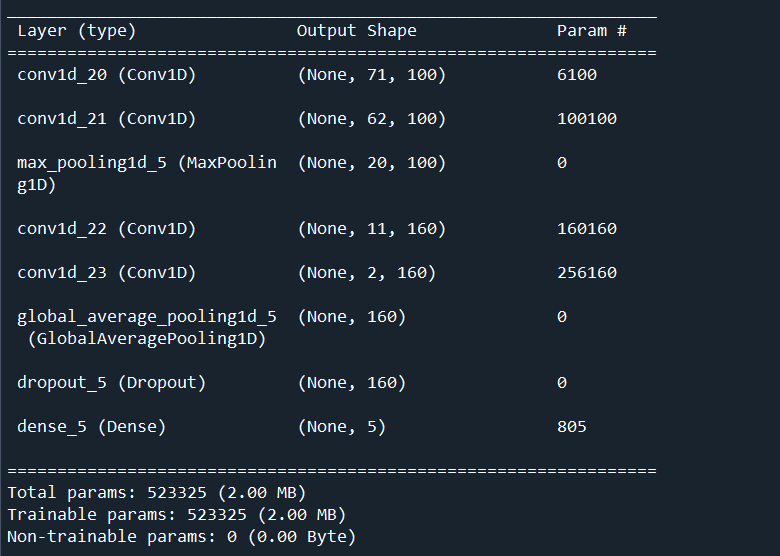 Layer (type) Output Shape Param #
=================================================================
conv1d_20 (Conv1D) (None, 71, 100) 6100
conv1d_21 (Conv1D) (None, 62, 100) 100100
max_pooling1d_5 (MaxPoolin (None, 20, 100) 0
g1D)
conv1d_22 (Conv1D) (None, 11, 160) 160160
conv1d_23 (Conv1D) (None, 2, 160) 256160
global_average_pooling1d_5 (None, 160) 0
(GlobalAveragePooling1D)
dropout_5 (Dropout) (None, 160) 0
dense_5 (Dense) (None, 5) 805
=================================================================
Total params: 523325 (2.00 MB)
Trainable params: 523325 (2.00 MB)
Non-trainable params: 0 (0.00 Byte)